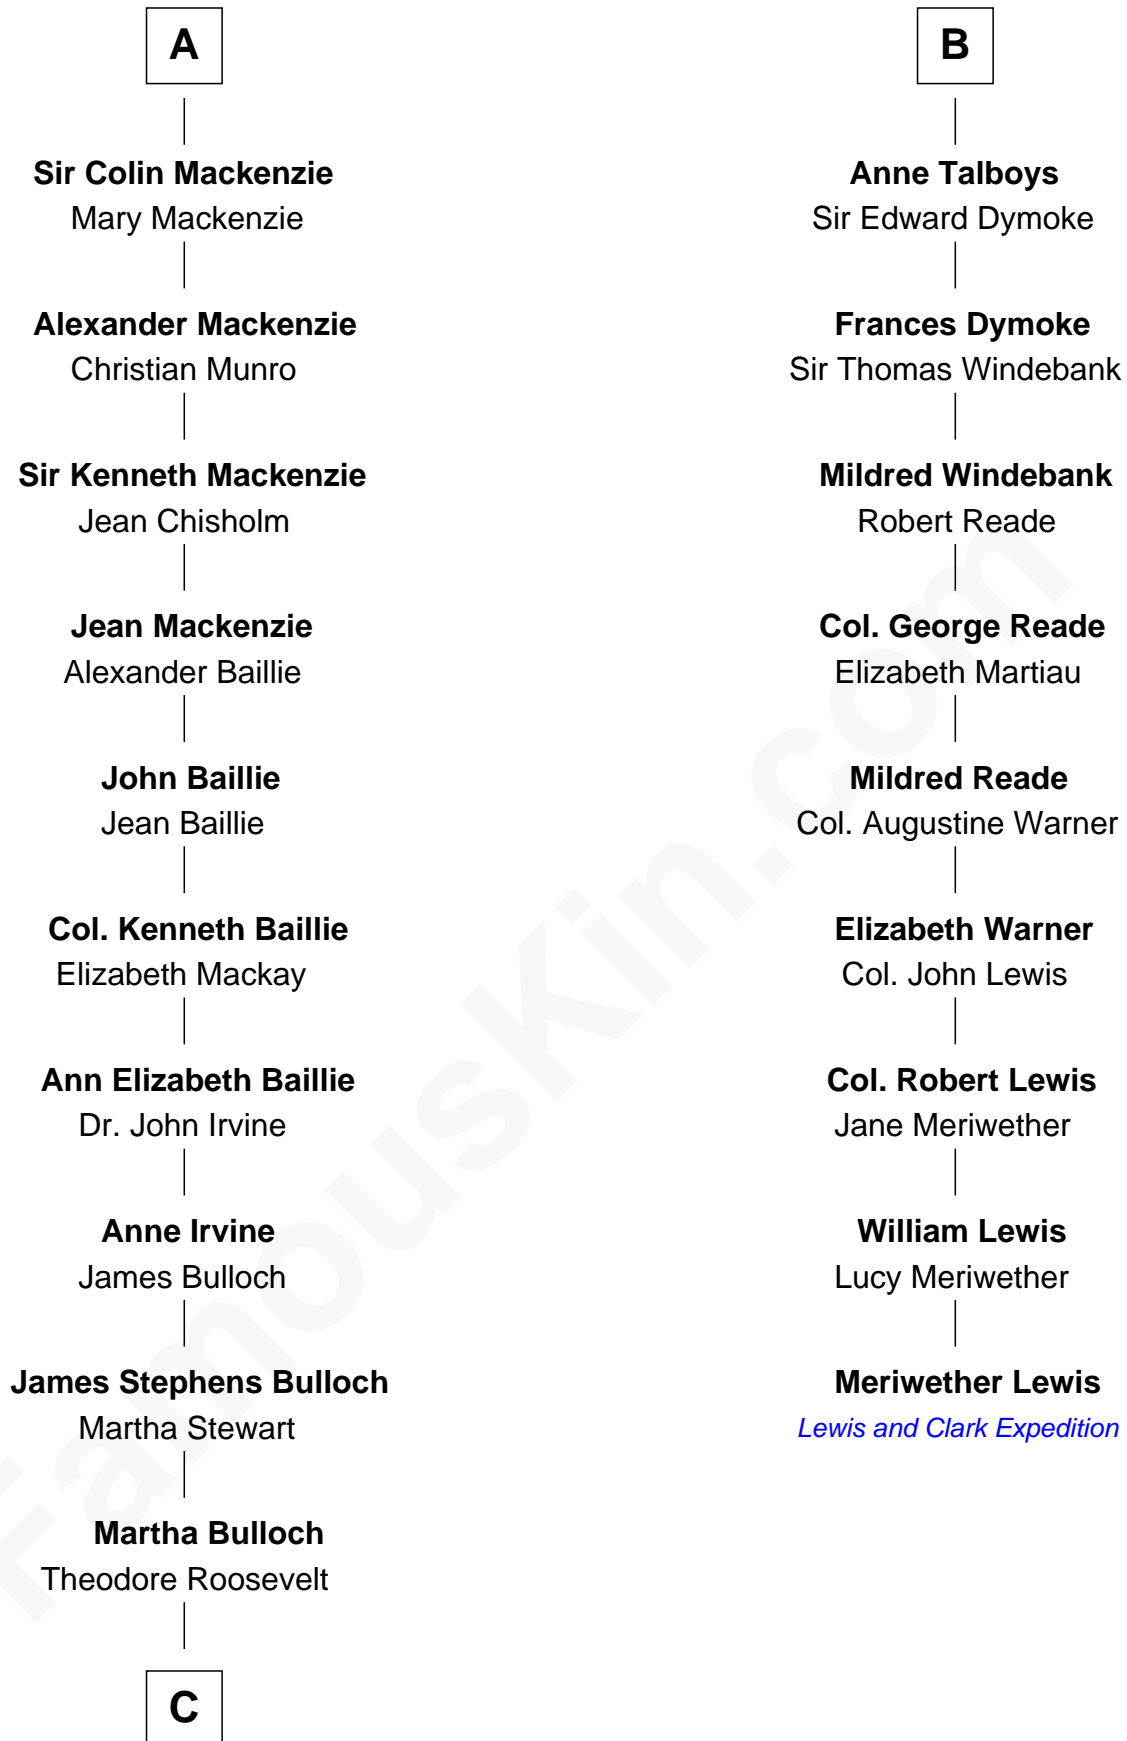 A
Sir Colin Mackenzie
Mary Mackenzie
Alexander Mackenzie
Christian Munro
Sir Kenneth Mackenzie
Jean Chisholm
Jean Mackenzie
Alexander Baillie
John Baillie
Jean Baillie
Col. Kenneth Baillie
Elizabeth Mackay
Ann Elizabeth Baillie
Dr. John Irvine
Anne Irvine
James Bulloch
James Stephens Bulloch
Martha Stewart
Martha Bulloch
Theodore Roosevelt
C
B
Anne Talboys
Sir Edward Dymoke
Frances Dymoke
Sir Thomas Windebank
Mildred Windebank
Robert Reade
Col. George Reade
Elizabeth Martiau
Mildred Reade
Col. Augustine Warner
Elizabeth Warner
Col. John Lewis
Col. Robert Lewis
Jane Meriwether
William Lewis
Lucy Meriwether
Meriwether Lewis
Lewis and Clark Expedition
FamousKin.com